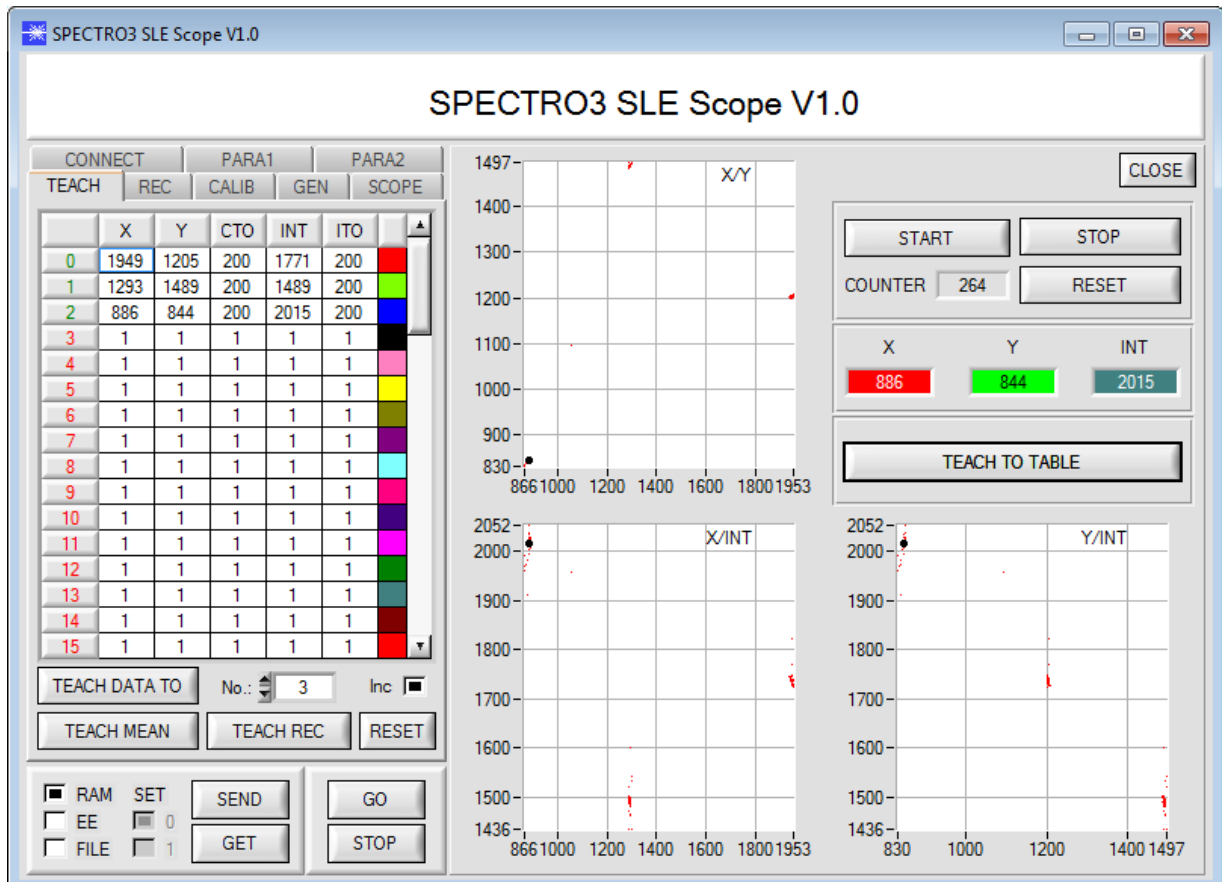 SPECTRO3 SLE Scope V1.0
SPECTRO3 SLE Scope V1.0
CONNECT PARA1 PARA2
TEACH REC CALIB GEN SCOPE
X Y CTO INT ITO
0 1949 1205 200 1771 200
1 1293 1489 200 1489 200
2 886 844 200 2015 200
3 1 1 1 1 1
4 1 1 1 1 1
5 1 1 1 1 1
6 1 1 1 1 1
7 1 1 1 1 1
8 1 1 1 1 1
9 1 1 1 1 1
10 1 1 1 1 1
11 1 1 1 1 1
12 1 1 1 1 1
13 1 1 1 1 1
14 1 1 1 1 1
15 1 1 1 1 1
TEACH DATA TO No.: 3 Inc
TEACH MEAN TEACH REC RESET
RAM SET SEND GO
EE 0
FILE 1 GET STOP
X/Y
1497
1400
1300
1200
1100
1000
900
830
866 1000 1200 1400 1600 1800 1953
CLOSE
START STOP
COUNTER 264 RESET
X Y INT
886 844 2015
TEACH TO TABLE
X/INT
2052
2000
1900
1800
1700
1600
1500
1436
866 1000 1200 1400 1600 1800 1953
Y/INT
2052
2000
1900
1800
1700
1600
1500
1436
830 1000 1200 1400 1497